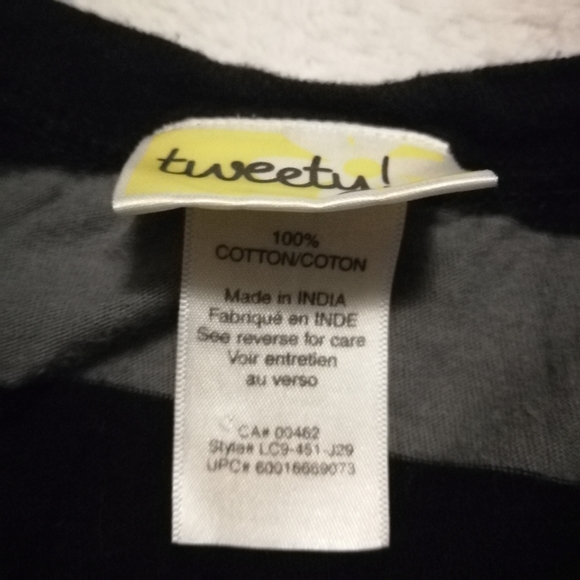 tweety!
100%
COTTON/COTON
Made in INDIA
Fabriqué en INDE
See reverse for care
Voir entretien
au verso
CA# 00462
Style# LC9-451-J29
UPC# 60016669073